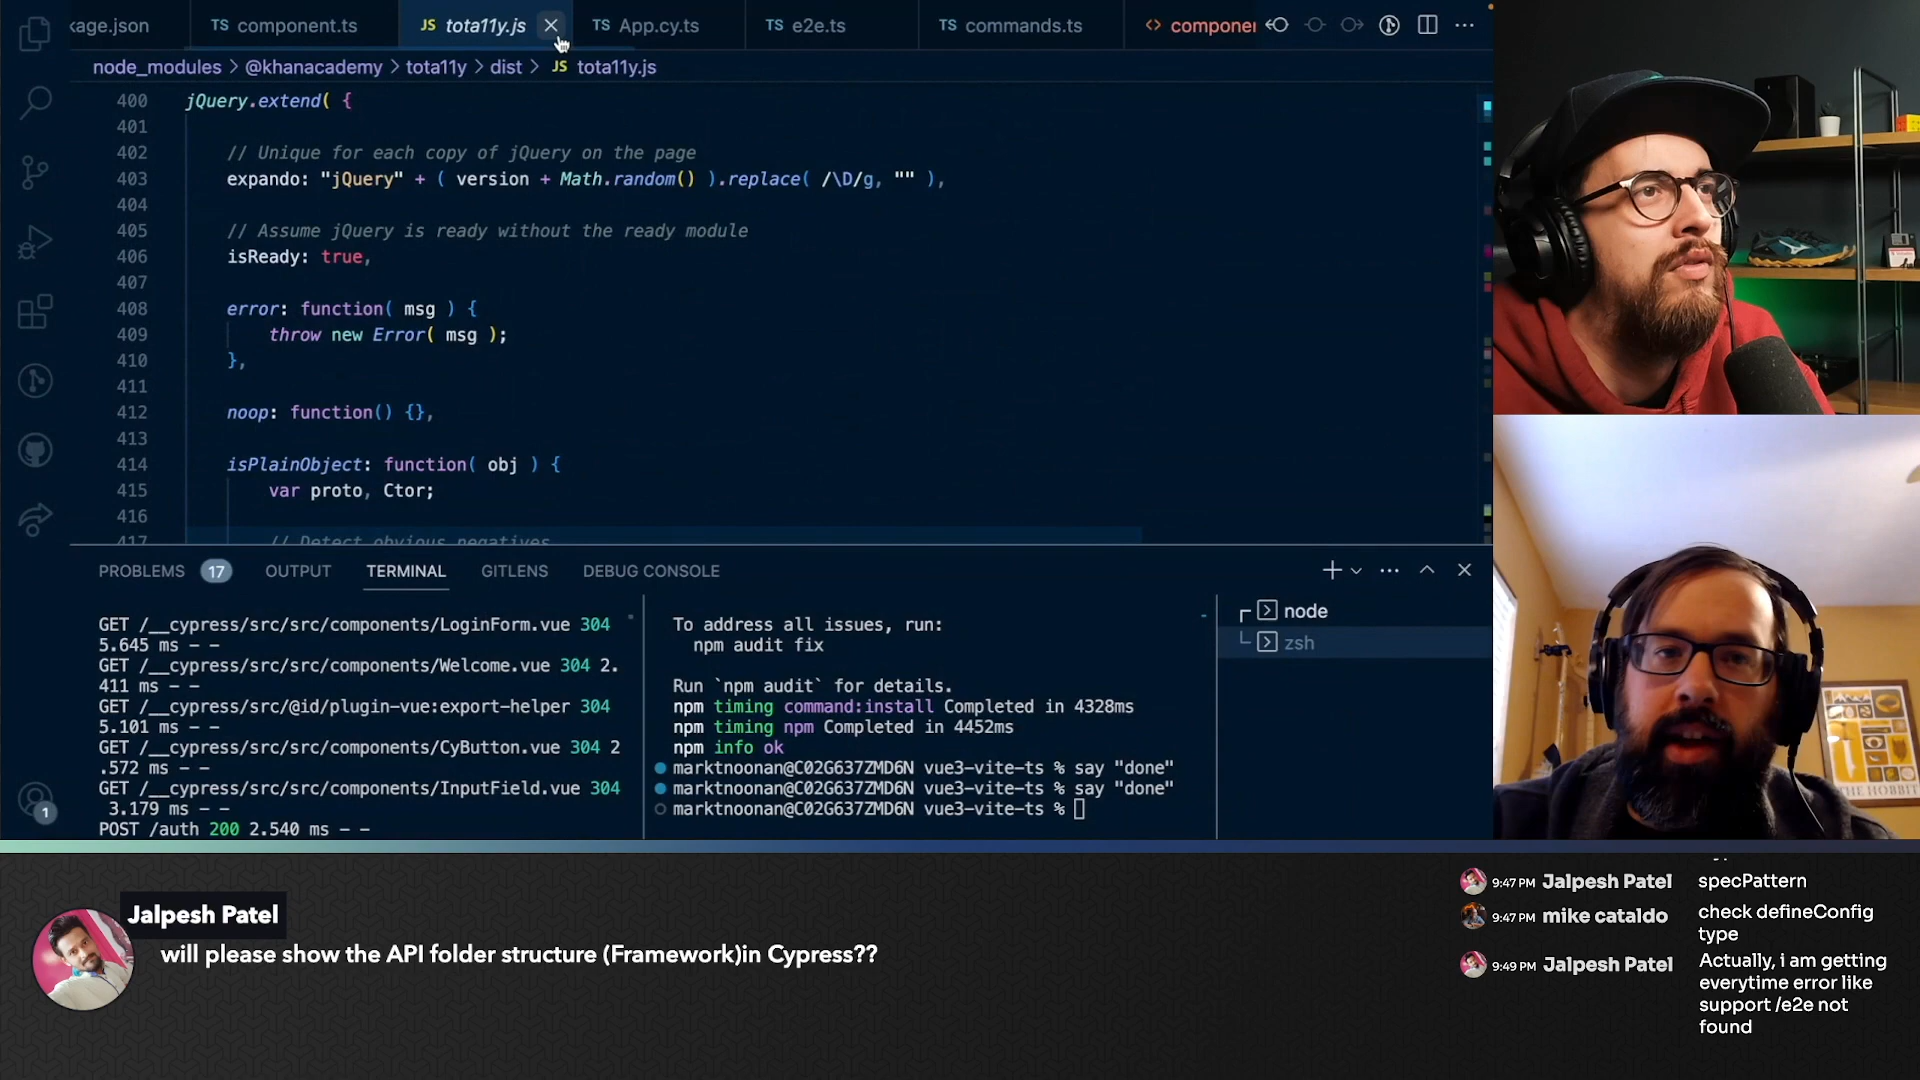 kage.json TS component.ts JS tota11y.js TS App.cy.ts TS e2e.ts TS commands.ts <> componen
node_modules > @khanacademy > tota11y > dist > JS tota11y.js
400 jQuery.extend( {
401
402 // Unique for each copy of jQuery on the page
403 expando: "jQuery" + ( version + Math.random() ).replace( /\D/g, "" ),
404
405 // Assume jQuery is ready without the ready module
406 isReady: true,
407
408 error: function( msg ) {
409 throw new Error( msg );
410 },
411
412 noop: function() {},
413
414 isPlainObject: function( obj ) {
415 var proto, Ctor;
416
417 // Detect obvious negatives
PROBLEMS 17 OUTPUT TERMINAL GITLENS DEBUG CONSOLE
GET /__cypress/src/src/components/LoginForm.vue 304
5.645 ms - -
GET /__cypress/src/src/components/Welcome.vue 304 2.
411 ms - -
GET /__cypress/src/@id/plugin-vue:export-helper 304
5.101 ms - -
GET /__cypress/src/src/components/CyButton.vue 304 2
.572 ms - -
GET /__cypress/src/src/components/InputField.vue 304
3.179 ms - -
POST /auth 200 2.540 ms - -
To address all issues, run:
npm audit fix
Run `npm audit` for details.
npm timing command:install Completed in 4328ms
npm timing npm Completed in 4452ms
npm info ok
marktnoonan@C02G637ZMD6N vue3-vite-ts % say "done"
marktnoonan@C02G637ZMD6N vue3-vite-ts % say "done"
marktnoonan@C02G637ZMD6N vue3-vite-ts %
node
zsh
1
THE HOBBIT
Jalpesh Patel
will please show the API folder structure (Framework)in Cypress??
9:47 PM Jalpesh Patel specPattern
9:47 PM mike cataldo check defineConfig
type
9:49 PM Jalpesh Patel Actually, i am getting
everytime error like
support /e2e not
found